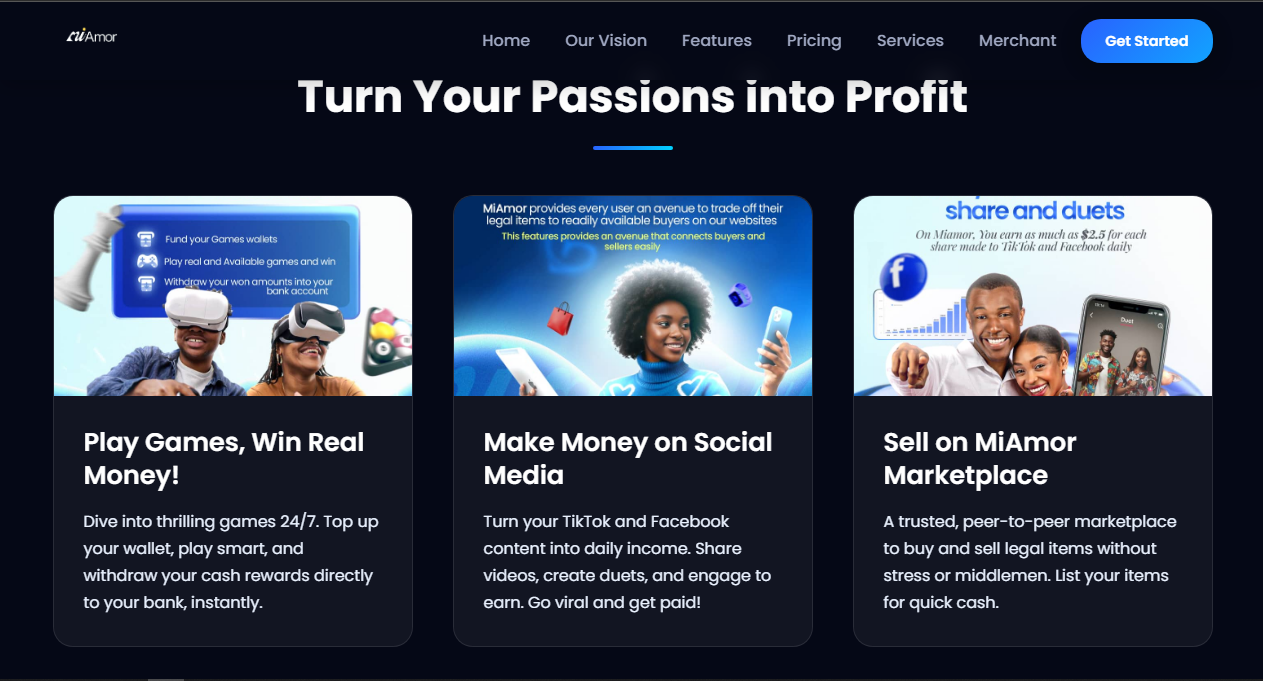 miAmor
Home Our Vision Features Pricing Services Merchant Get Started
Turn Your Passions into Profit
Fund your Games wallets
Play real and Available games and win
Withdraw your won amounts into your
bank account
MiAmor provides every user an avenue to trade off their
legal items to readily available buyers on our websites
This features provides an avenue that connects buyers and
sellers easily
share and duets
On Miamor, You earn as much as $2.5 for each
share made to TikTok and Facebook daily
f
Duet
Play Games, Win Real
Money!
Dive into thrilling games 24/7. Top up
your wallet, play smart, and
withdraw your cash rewards directly
to your bank, instantly.
Make Money on Social
Media
Turn your TikTok and Facebook
content into daily income. Share
videos, create duets, and engage to
earn. Go viral and get paid!
Sell on MiAmor
Marketplace
A trusted, peer-to-peer marketplace
to buy and sell legal items without
stress or middlemen. List your items
for quick cash.